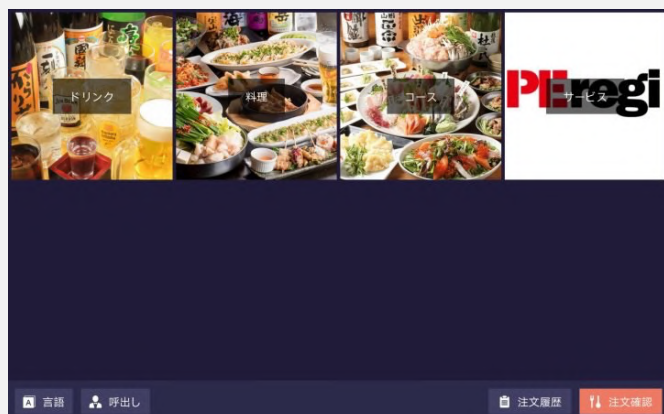 ドリンク
料理
コース
PEregi
サービス
言語
呼出し
注文履歴
注文確認